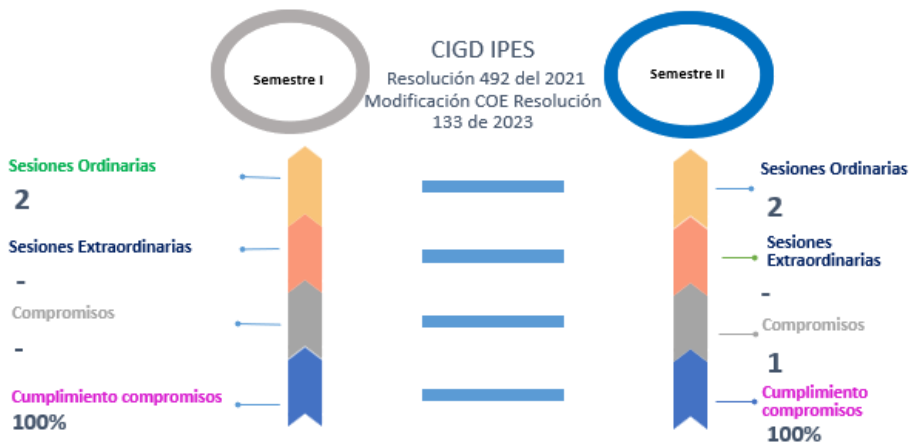 Semestre I
CIGD IPES
Resolución 492 del 2021
Modificación COE Resolución
133 de 2023
Semestre II
Sesiones Ordinarias
2
Sesiones Extraordinarias
-
Compromisos
-
Cumplimiento compromisos
100%
Sesiones Ordinarias
2
Sesiones
Extraordinarias
-
Compromisos
1
Cumplimiento
compromisos
100%